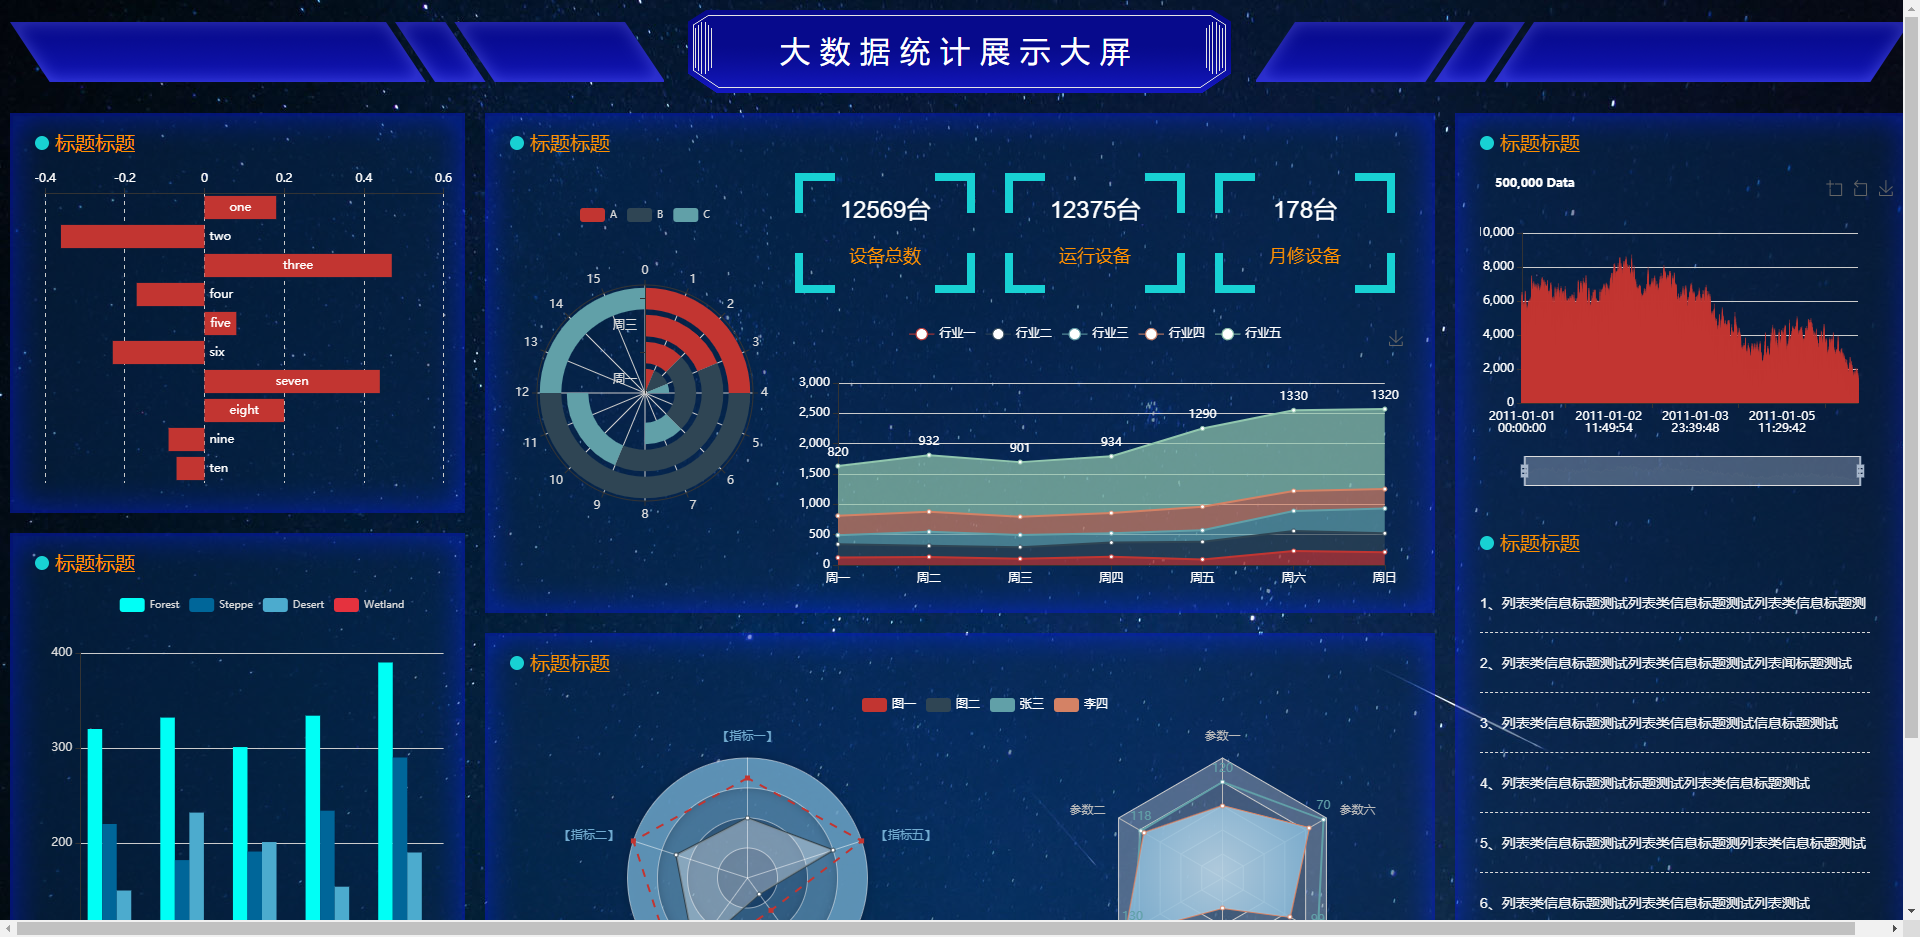 大数据统计展示大屏
标题标题
-0.4 -0.2 0 0.2 0.4 0.6
one
two
three
four
five
six
seven
eight
nine
ten
标题标题
Forest Steppe Desert Wetland
400
300
200
标题标题
A B C
0
1
2
3
4
5
6
7
8
9
10
11
12
13
14
15
周三
周一
12569台
设备总数
12375台
运行设备
178台
月修设备
行业一 行业二 行业三 行业四 行业五
3,000
2,500
2,000
1,500
1,000
500
0
820 932 901 934 1290 1330 1320
周一 周二 周三 周四 周五 周六 周日
标题标题
图一 图二 张三 李四
【指标一】
【指标二】
【指标五】
参数一
参数二
参数六
120
118
70
130
标题标题
500,000 Data
10,000
8,000
6,000
4,000
2,000
0
2011-01-01 2011-01-02 2011-01-03 2011-01-05
00:00:00 11:49:54 23:39:48 11:29:42
标题标题
1、列表类信息标题测试列表类信息标题测试列表类信息标题测
2、列表类信息标题测试列表类信息标题测试列表闻标题测试
3、列表类信息标题测试列表类信息标题测试信息标题测试
4、列表类信息标题测试标题测试列表类信息标题测试
5、列表类信息标题测试列表类信息标题测列表类信息标题测试
6、列表类信息标题测试列表类信息标题测试列表测试